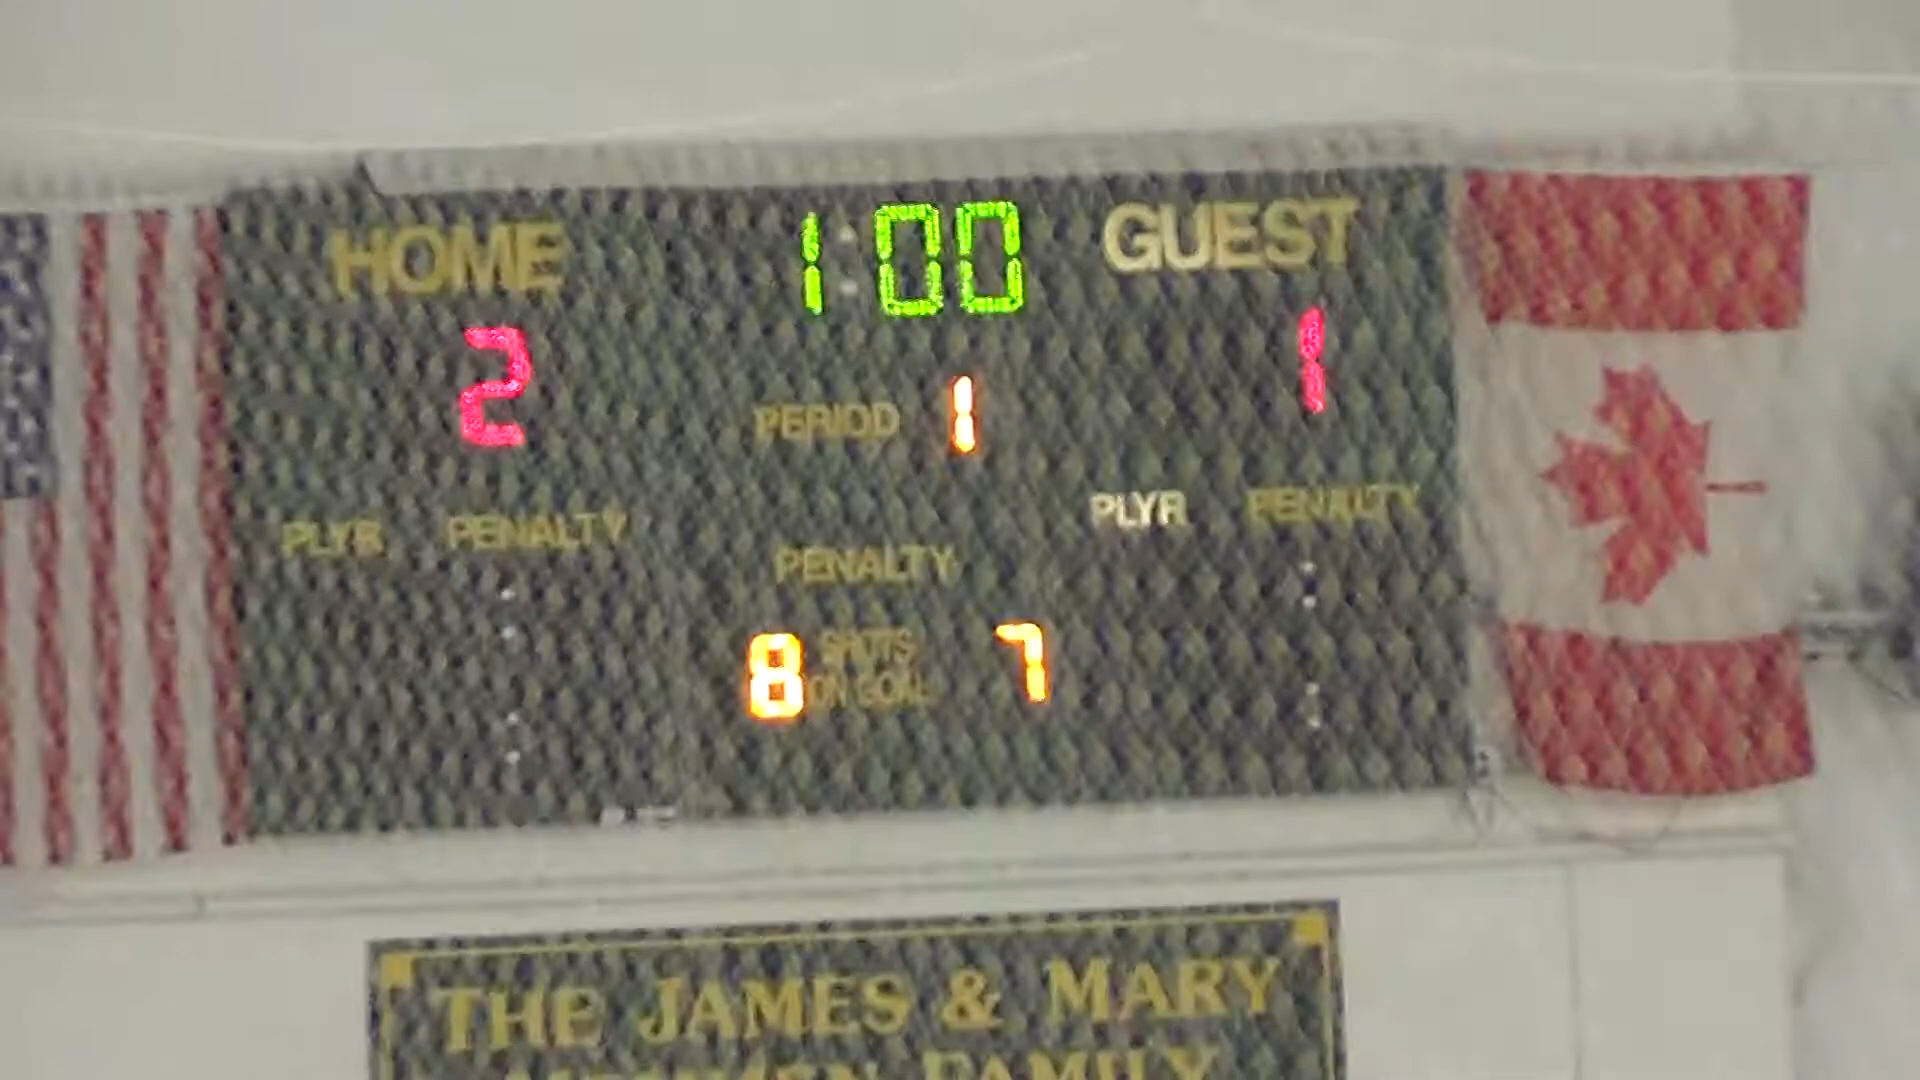 HOME 1:00 GUEST
2 1
PERIOD 1
PLYR PENALTY PLYR PENALTY
PENALTY
8 SHOTS ON GOAL 7
THE JAMES & MARY
FAMILY